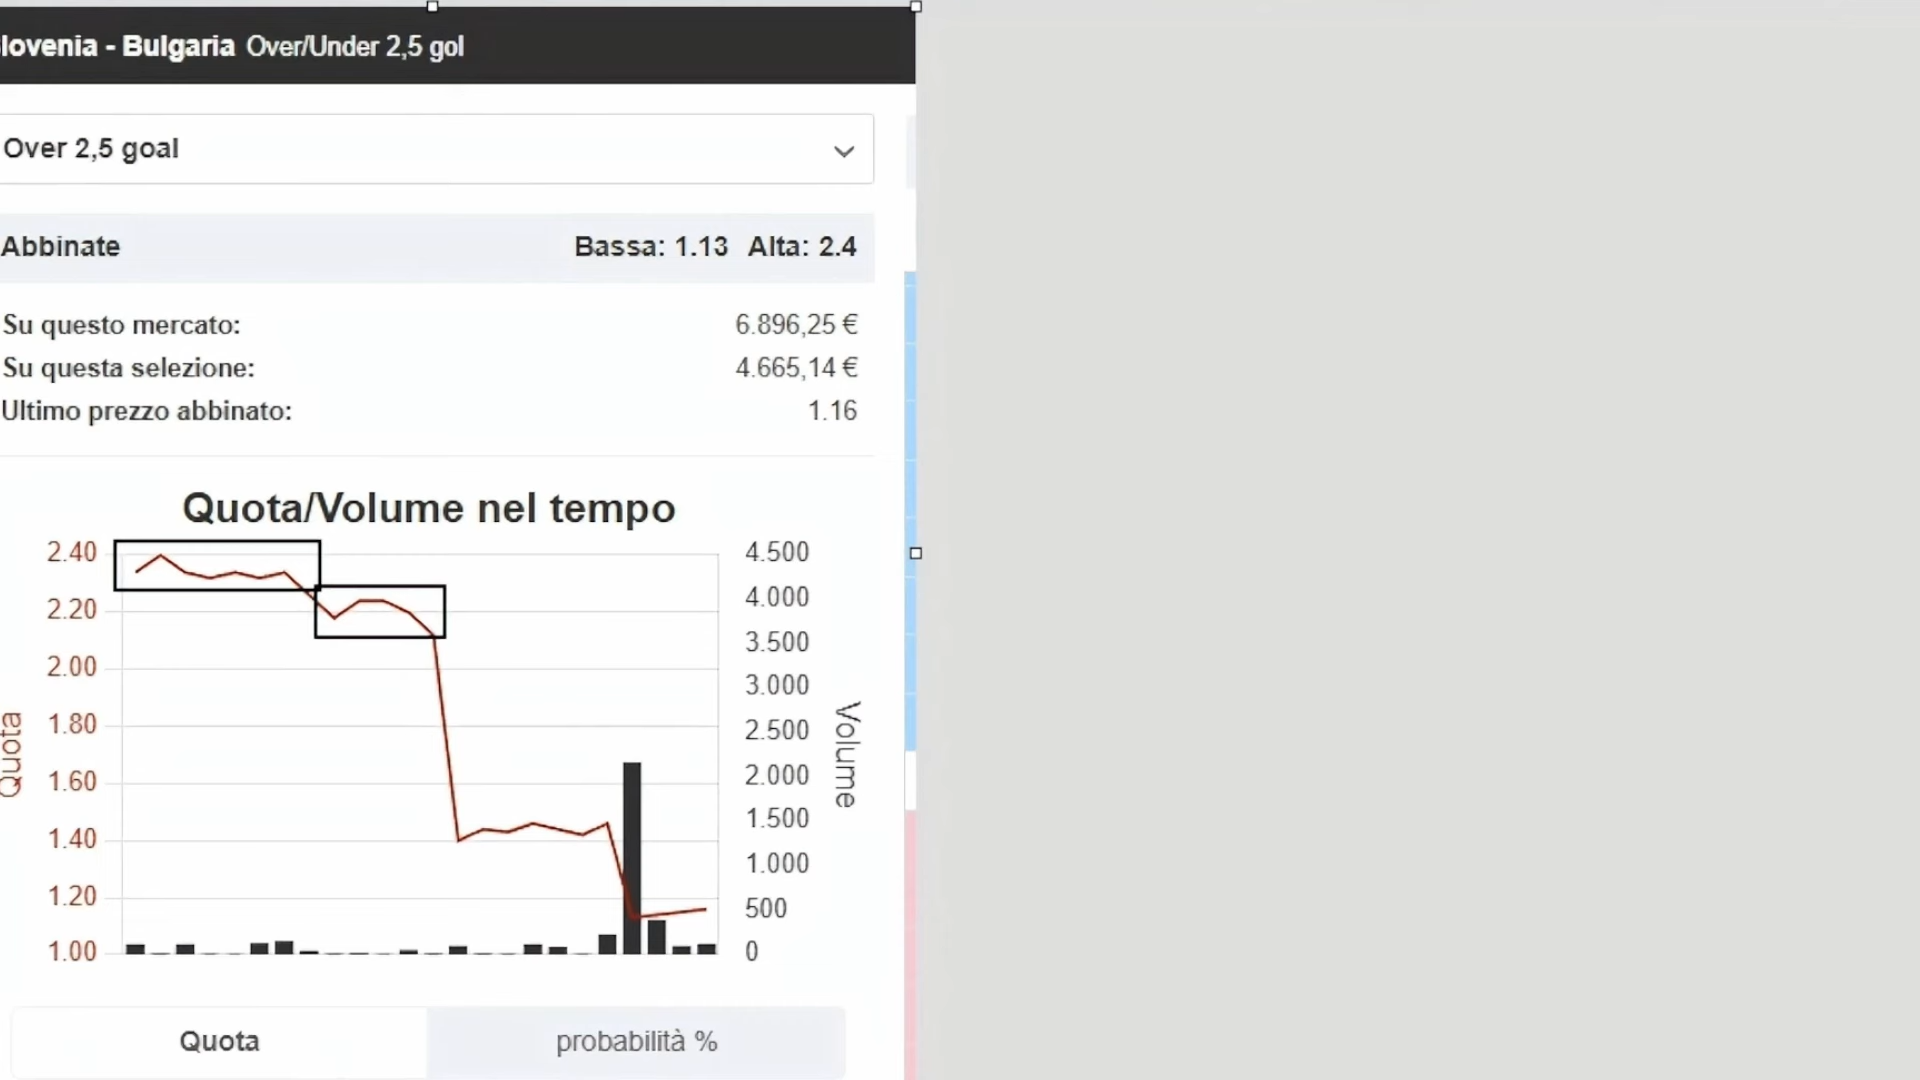 lovenia - Bulgaria Over/Under 2,5 gol
Over 2,5 goal
Abbinate Bassa: 1.13 Alta: 2.4
Su questo mercato: 6.896,25 €
Su questa selezione: 4.665,14 €
Ultimo prezzo abbinato: 1.16
Quota/Volume nel tempo
2.40
2.20
2.00
1.80
1.60
1.40
1.20
1.00
Quota
4.500
4.000
3.500
3.000
2.500
2.000
1.500
1.000
500
0
Volume
Quota probabilità %